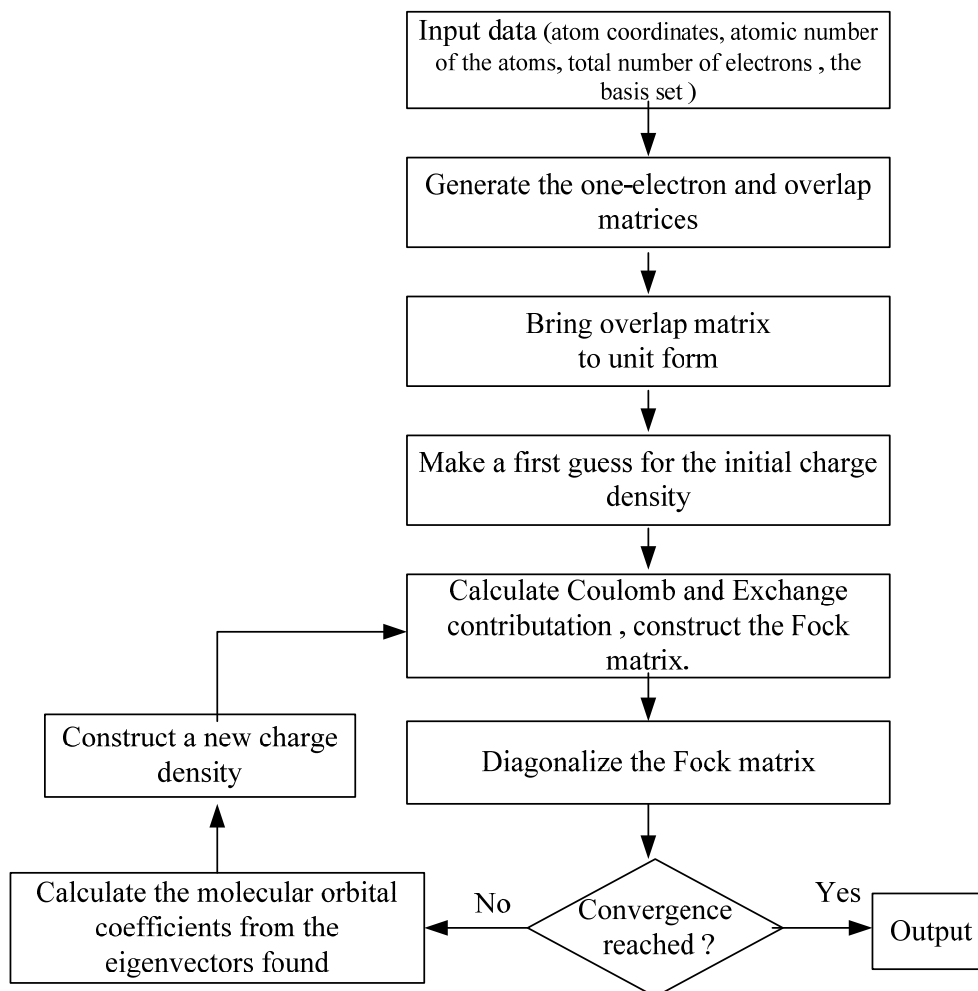 Input data (atom coordinates, atomic number
of the atoms, total number of electrons , the
basis set )
Generate the one-electron and overlap
matrices
Bring overlap matrix
to unit form
Make a first guess for the initial charge
density
Calculate Coulomb and Exchange
contributation , construct the Fock
matrix.
Diagonalize the Fock matrix
Convergence
reached ?
Yes
Output
No
Calculate the molecular orbital
coefficients from the
eigenvectors found
Construct a new charge
density